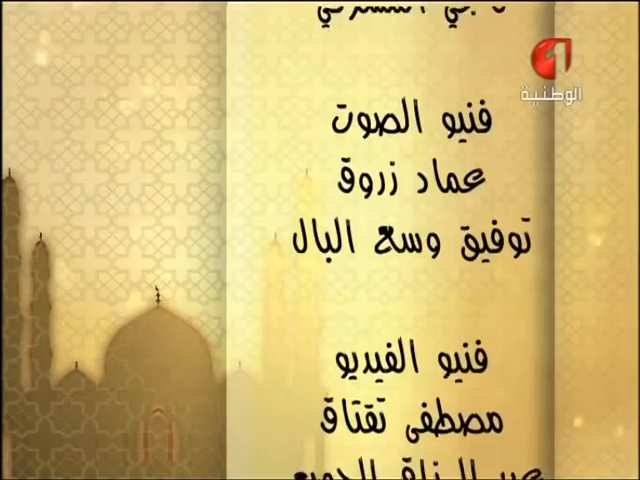 الوطنية
فنيو الصوت
عماد زروق
توفيق وسع البال
فنيو الفيديو
مصطفى تقتاق